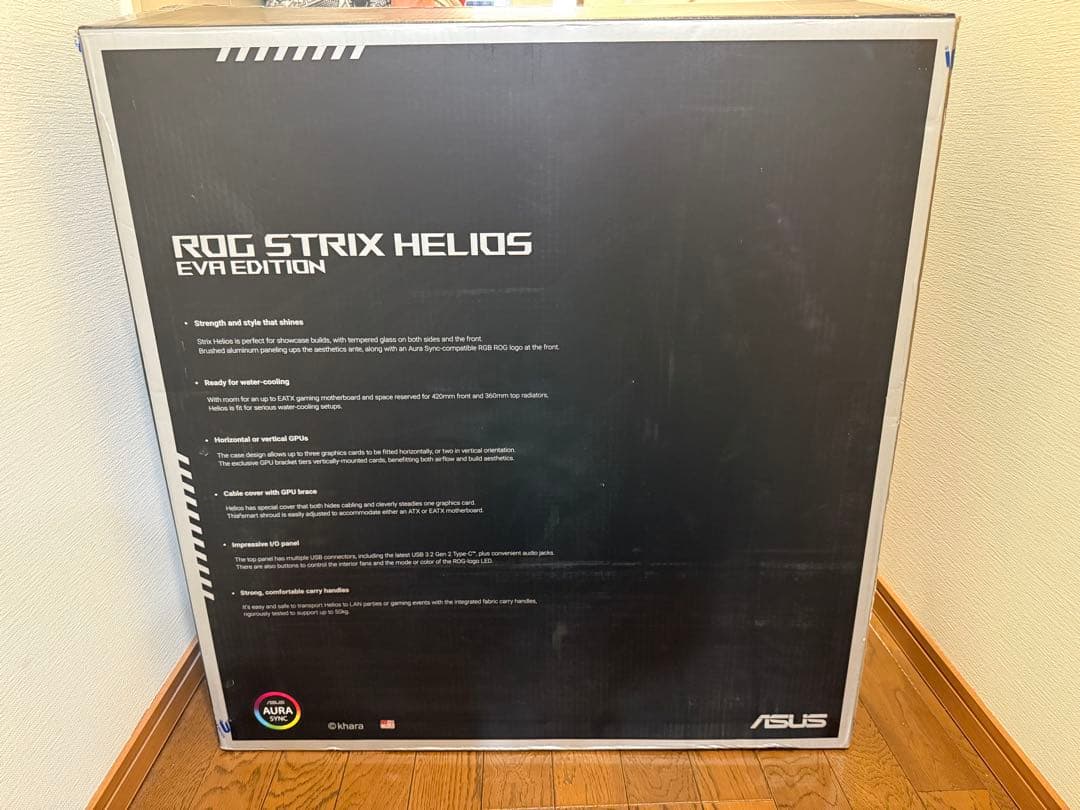 ROG STRIX HELIOS
EVA EDITION
• Strength and style that shines
Strix Helios is perfect for showcase builds, with tempered glass on both sides and the front.
Brushed aluminum paneling ups the aesthetics ante, along with an Aura Sync-compatible RGB ROG logo at the front.
• Ready for water-cooling
With room for an up to EATX gaming motherboard and space reserved for 420mm front and 360mm top radiators,
Helios is fit for serious water-cooling setups.
• Horizontal or vertical GPUs
The case design allows up to three graphics cards to be fitted horizontally, or two in vertical orientation.
The exclusive GPU bracket tiers vertically-mounted cards, benefitting both airflow and build aesthetics.
• Cable cover with GPU brace
Helios has special cover that both hides cabling and cleverly steadies one graphics card.
This smart shroud is easily adjusted to accommodate either an ATX or EATX motherboard.
• Impressive I/O panel
The top panel has multiple USB connectors, including the latest USB 3.2 Gen 2 Type-C™, plus convenient audio jacks.
There are also buttons to control the interior fans and the mode or color of the ROG-logo LED.
• Strong, comfortable carry handles
It's easy and safe to transport Helios to LAN parties or gaming events with the integrated fabric carry handles,
rigorously tested to support up to 55kg.
ASUS
AURA
SYNC
©khara
ASUS